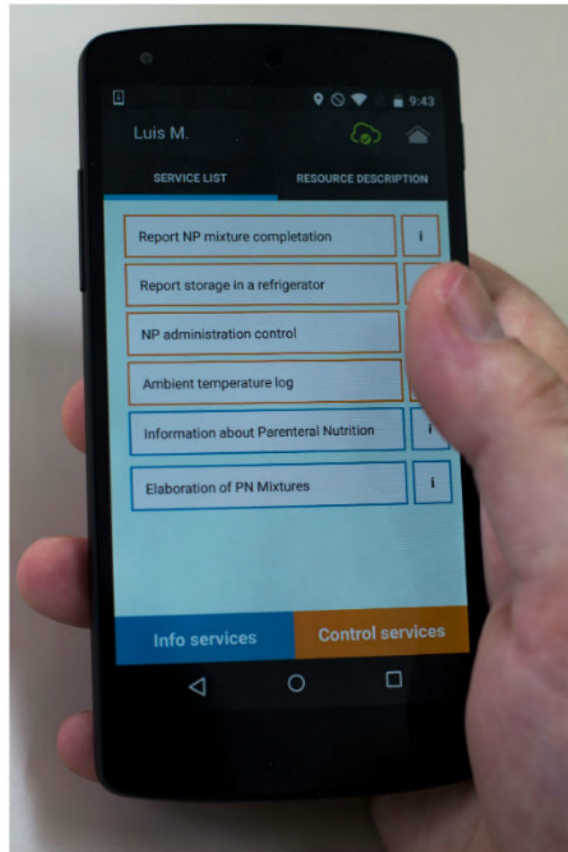 9:43
Luis M.
SERVICE LIST RESOURCE DESCRIPTION
Report NP mixture completation i
Report storage in a refrigerator
NP administration control
Ambient temperature log
Information about Parenteral Nutrition i
Elaboration of PN Mixtures i
Info services Control services